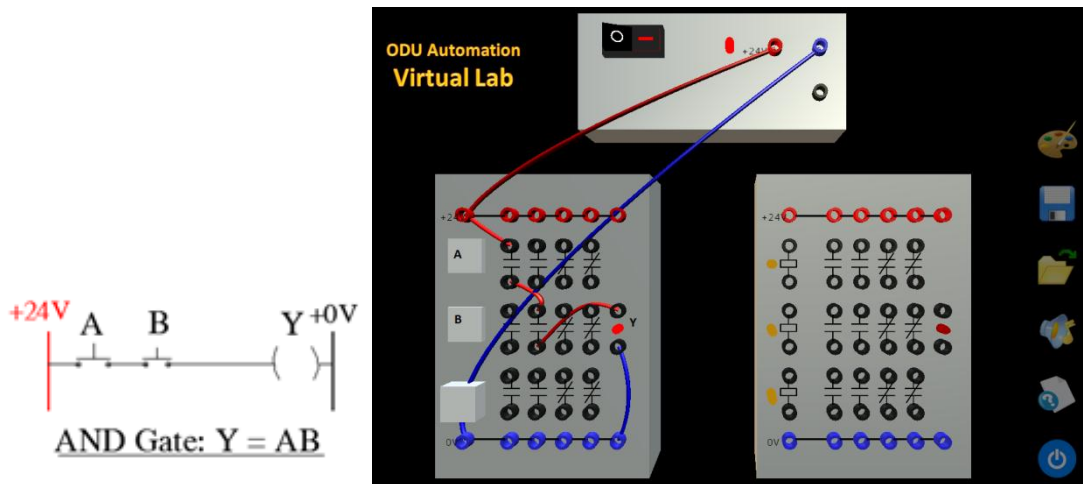 +24V
A
B
Y
+0V
AND Gate: Y = AB
ODU Automation
Virtual Lab
+24V
+24V
A
B
Y
0V
+24V
0V